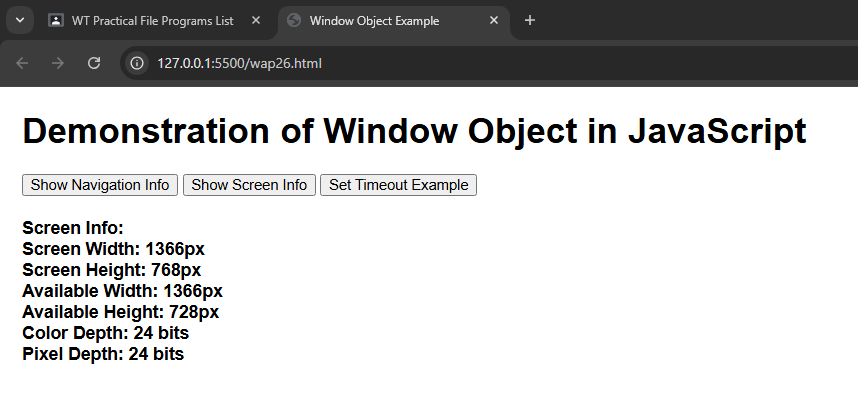 WT Practical File Programs List
Window Object Example
127.0.0.1:5500/wap26.html
Demonstration of Window Object in JavaScript
Show Navigation Info Show Screen Info Set Timeout Example
Screen Info:
Screen Width: 1366px
Screen Height: 768px
Available Width: 1366px
Available Height: 728px
Color Depth: 24 bits
Pixel Depth: 24 bits